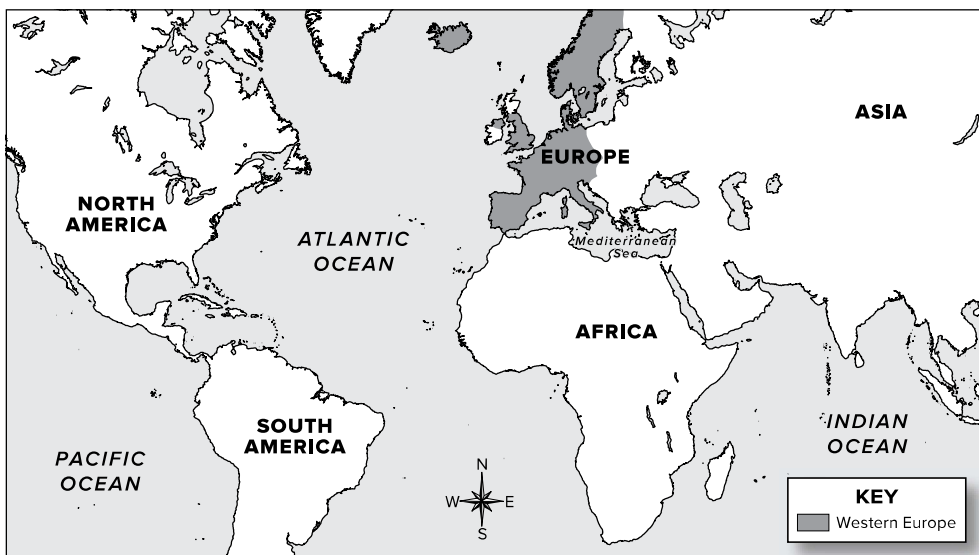 ASIA
EUROPE
NORTH
AMERICA
ATLANTIC
OCEAN
Mediterranean
Sea
AFRICA
SOUTH
AMERICA
INDIAN
OCEAN
PACIFIC
OCEAN
N
W E
S
KEY
Western Europe